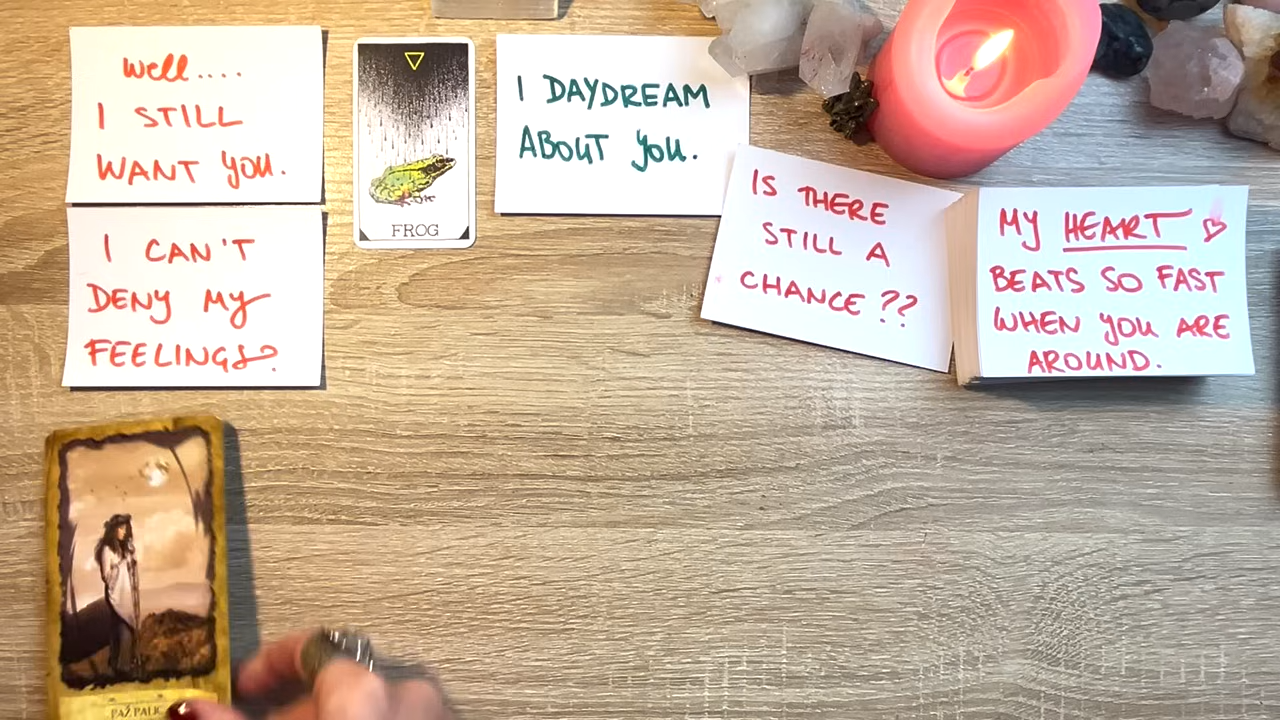 Well....
I STILL
WANT YOU.
I CAN'T
DENY MY
FEELINGS.
FROG
I DAYDREAM
ABOUT YOU.
IS THERE
STILL A
CHANCE??
MY HEART
BEATS SO FAST
WHEN YOU ARE
AROUND.